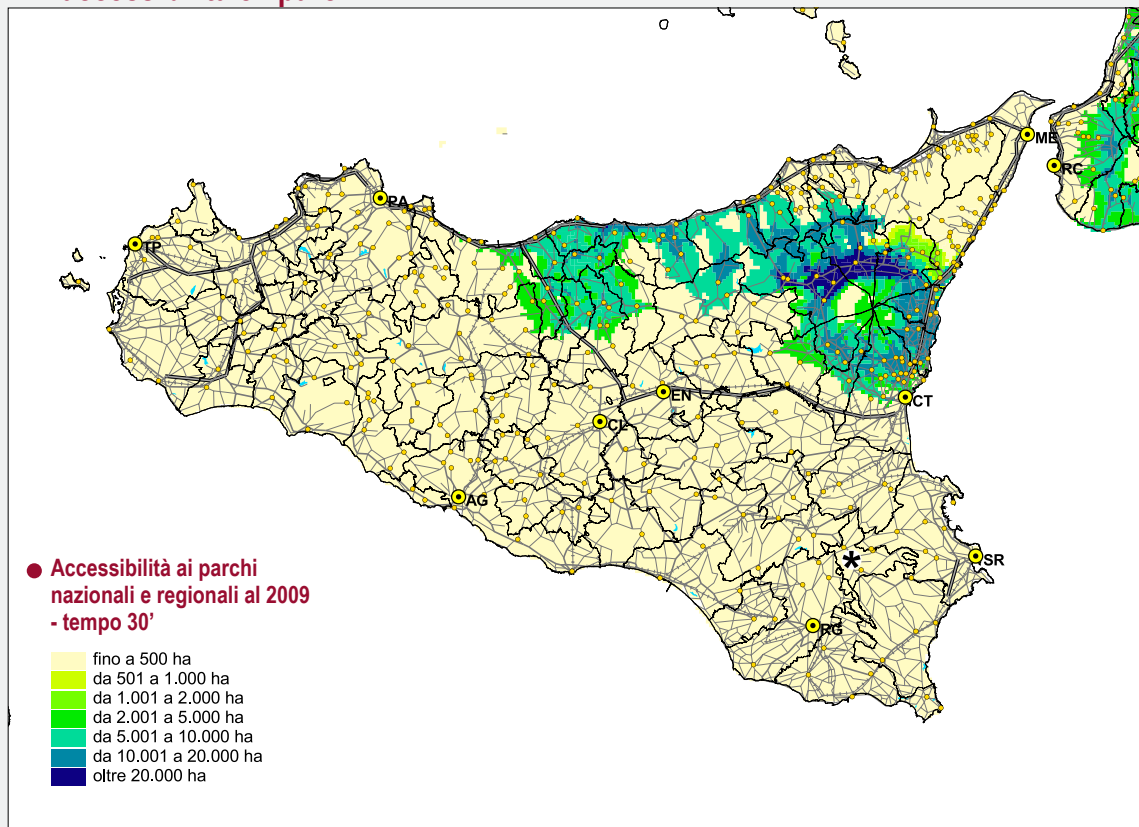 ME
RC
PA
TP
EN
CT
CL
AG
SR
*
RG
Accessibilità ai parchi
nazionali e regionali al 2009
- tempo 30’
fino a 500 ha
da 501 a 1.000 ha
da 1.001 a 2.000 ha
da 2.001 a 5.000 ha
da 5.001 a 10.000 ha
da 10.001 a 20.000 ha
oltre 20.000 ha